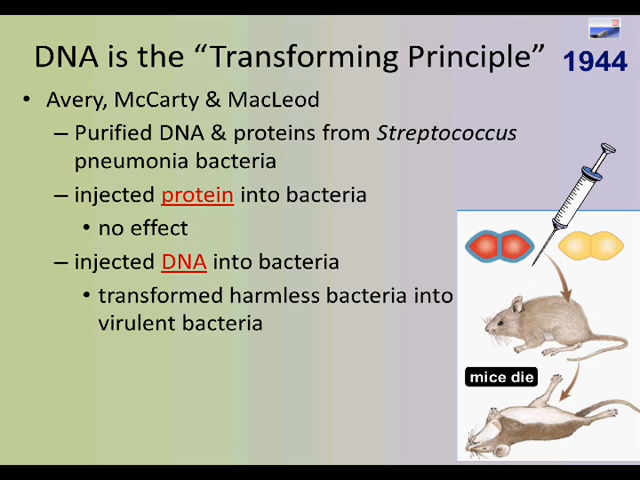 DNA is the “Transforming Principle”
1944
• Avery, McCarty & MacLeod
– Purified DNA & proteins from Streptococcus
pneumonia bacteria
– injected protein into bacteria
• no effect
– injected DNA into bacteria
• transformed harmless bacteria into
virulent bacteria
mice die